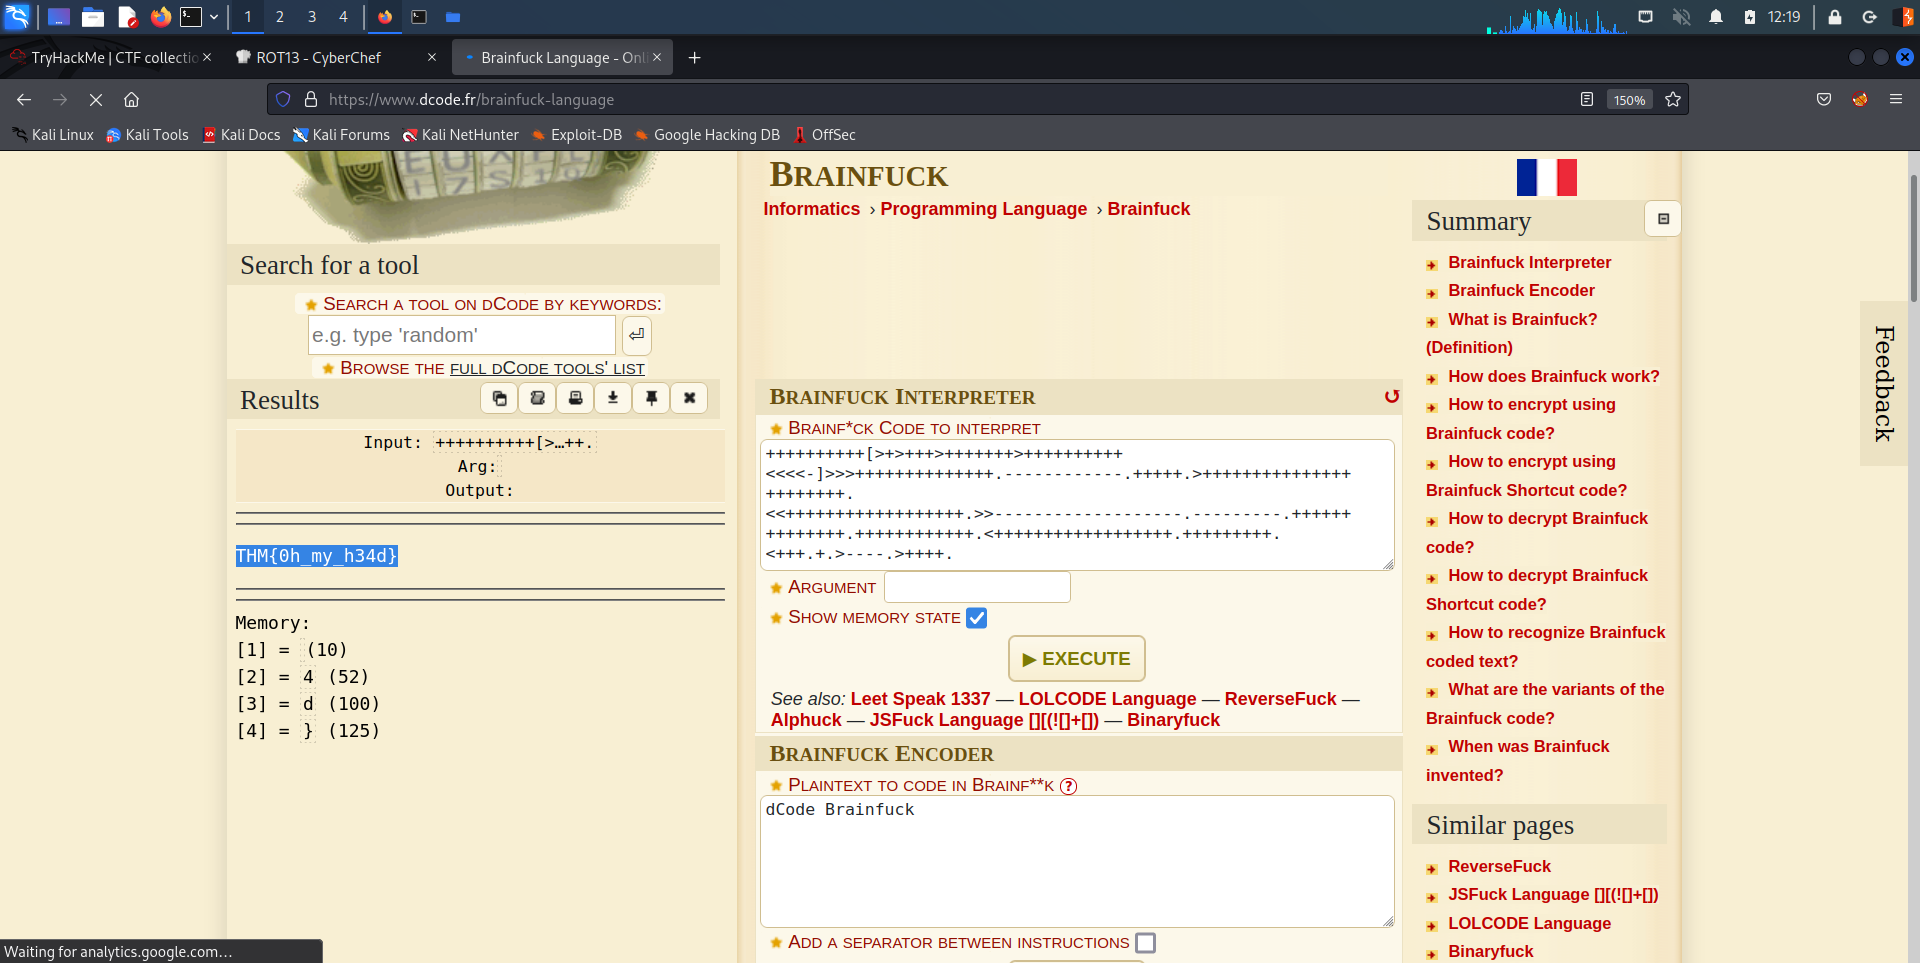 1 2 3 4 12:19
TryHackMe | CTF collectio ROT13 - CyberChef Brainfuck Language - Onl
https://www.dcode.fr/brainfuck-language 150%
Kali Linux Kali Tools Kali Docs Kali Forums Kali NetHunter Exploit-DB Google Hacking DB OffSec
Search for a tool
SEARCH A TOOL ON DCODE BY KEYWORDS:
e.g. type 'random'
BROWSE THE FULL DCODE TOOLS' LIST
Results
Input: ++++++++++[>…++.
Arg:
Output:
THM{0h_my_h34d}
Memory:
[1] = (10)
[2] = 4 (52)
[3] = d (100)
[4] = } (125)
BRAINFUCK
Informatics › Programming Language › Brainfuck
BRAINFUCK INTERPRETER
BRAINF*CK CODE TO INTERPRET
++++++++++[>+>+++>+++++++>++++++++++
<<<<-]>>>++++++++++++++.------------.+++++.>+++++++++++++++
++++++++.
<<++++++++++++++++++.>>-------------------.---------.++++++
++++++++.++++++++++++.<++++++++++++++++++.+++++++++.
<+++.+.>----.>++++.
ARGUMENT
SHOW MEMORY STATE
▶ EXECUTE
See also: Leet Speak 1337 — LOLCODE Language — ReverseFuck —
Alphuck — JSFuck Language [][(![]+[]) — Binaryfuck
BRAINFUCK ENCODER
PLAINTEXT TO CODE IN BRAINF**K ?
dCode Brainfuck
ADD A SEPARATOR BETWEEN INSTRUCTIONS
Summary
Brainfuck Interpreter
Brainfuck Encoder
What is Brainfuck?
(Definition)
How does Brainfuck work?
How to encrypt using
Brainfuck code?
How to encrypt using
Brainfuck Shortcut code?
How to decrypt Brainfuck
code?
How to decrypt Brainfuck
Shortcut code?
How to recognize Brainfuck
coded text?
What are the variants of the
Brainfuck code?
When was Brainfuck
invented?
Similar pages
ReverseFuck
JSFuck Language [][(![]+[])
LOLCODE Language
Binaryfuck
Feedback
Waiting for analytics.google.com…